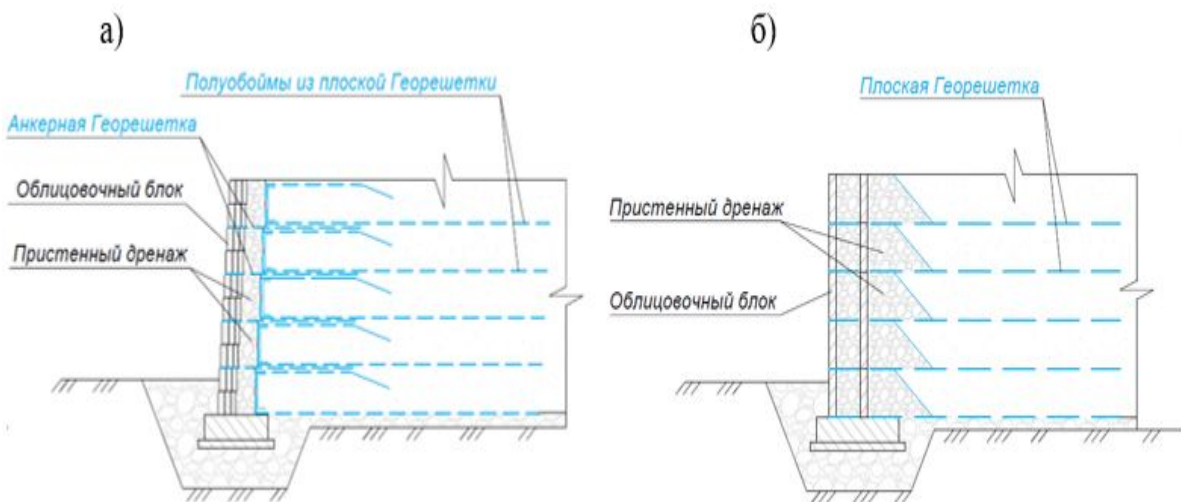 а)
Полуобоймы из плоской Георешетки
Анкерная Георешетка
Облицовочный блок
Пристенный дренаж
б)
Плоская Георешетка
Пристенный дренаж
Облицовочный блок